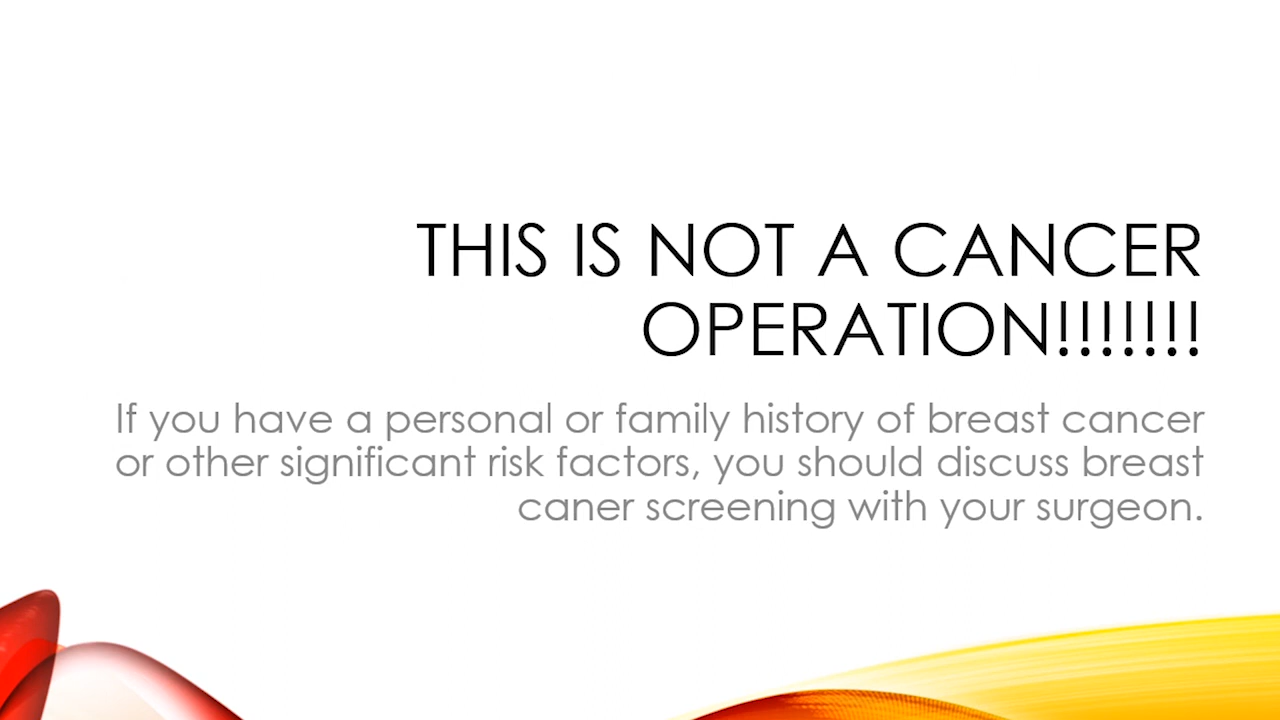 THIS IS NOT A CANCER
OPERATION!!!!!!!
If you have a personal or family history of breast cancer
or other significant risk factors, you should discuss breast
caner screening with your surgeon.